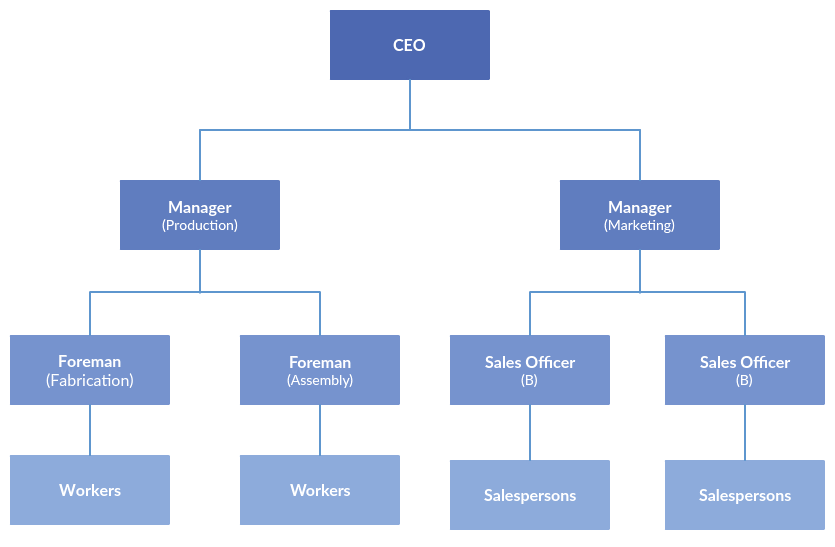 CEO
Manager
(Production)
Manager
(Marketing)
Foreman
(Fabrication)
Foreman
(Assembly)
Sales Officer
(B)
Sales Officer
(B)
Workers
Workers
Salespersons
Salespersons